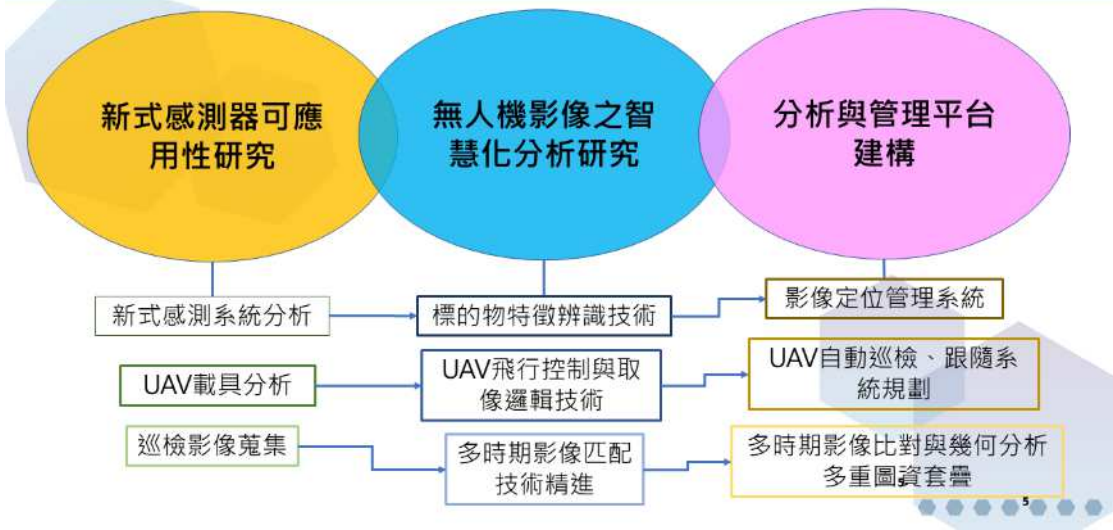 新式感測器可應
用性研究
無人機影像之智
慧化分析研究
分析與管理平台
建構
新式感測系統分析
標的物特徵辨識技術
影像定位管理系統
UAV載具分析
UAV飛行控制與取
像邏輯技術
UAV自動巡檢、跟隨系
統規劃
巡檢影像蒐集
多時期影像匹配
技術精進
多時期影像比對與幾何分析
多重圖資套疊
5
5